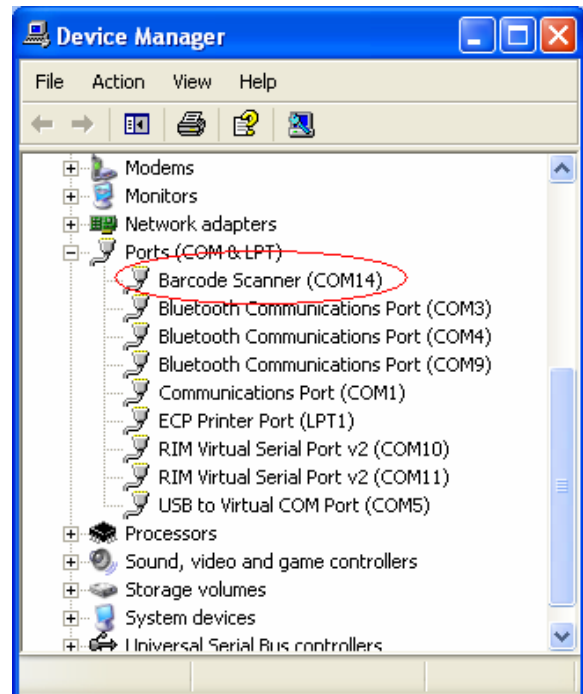 Device Manager
File Action View Help
Modems
Monitors
Network adapters
Ports (COM & LPT)
Barcode Scanner (COM14)
Bluetooth Communications Port (COM3)
Bluetooth Communications Port (COM4)
Bluetooth Communications Port (COM9)
Communications Port (COM1)
ECP Printer Port (LPT1)
RIM Virtual Serial Port v2 (COM10)
RIM Virtual Serial Port v2 (COM11)
USB to Virtual COM Port (COM5)
Processors
Sound, video and game controllers
Storage volumes
System devices
Universal Serial Bus controllers